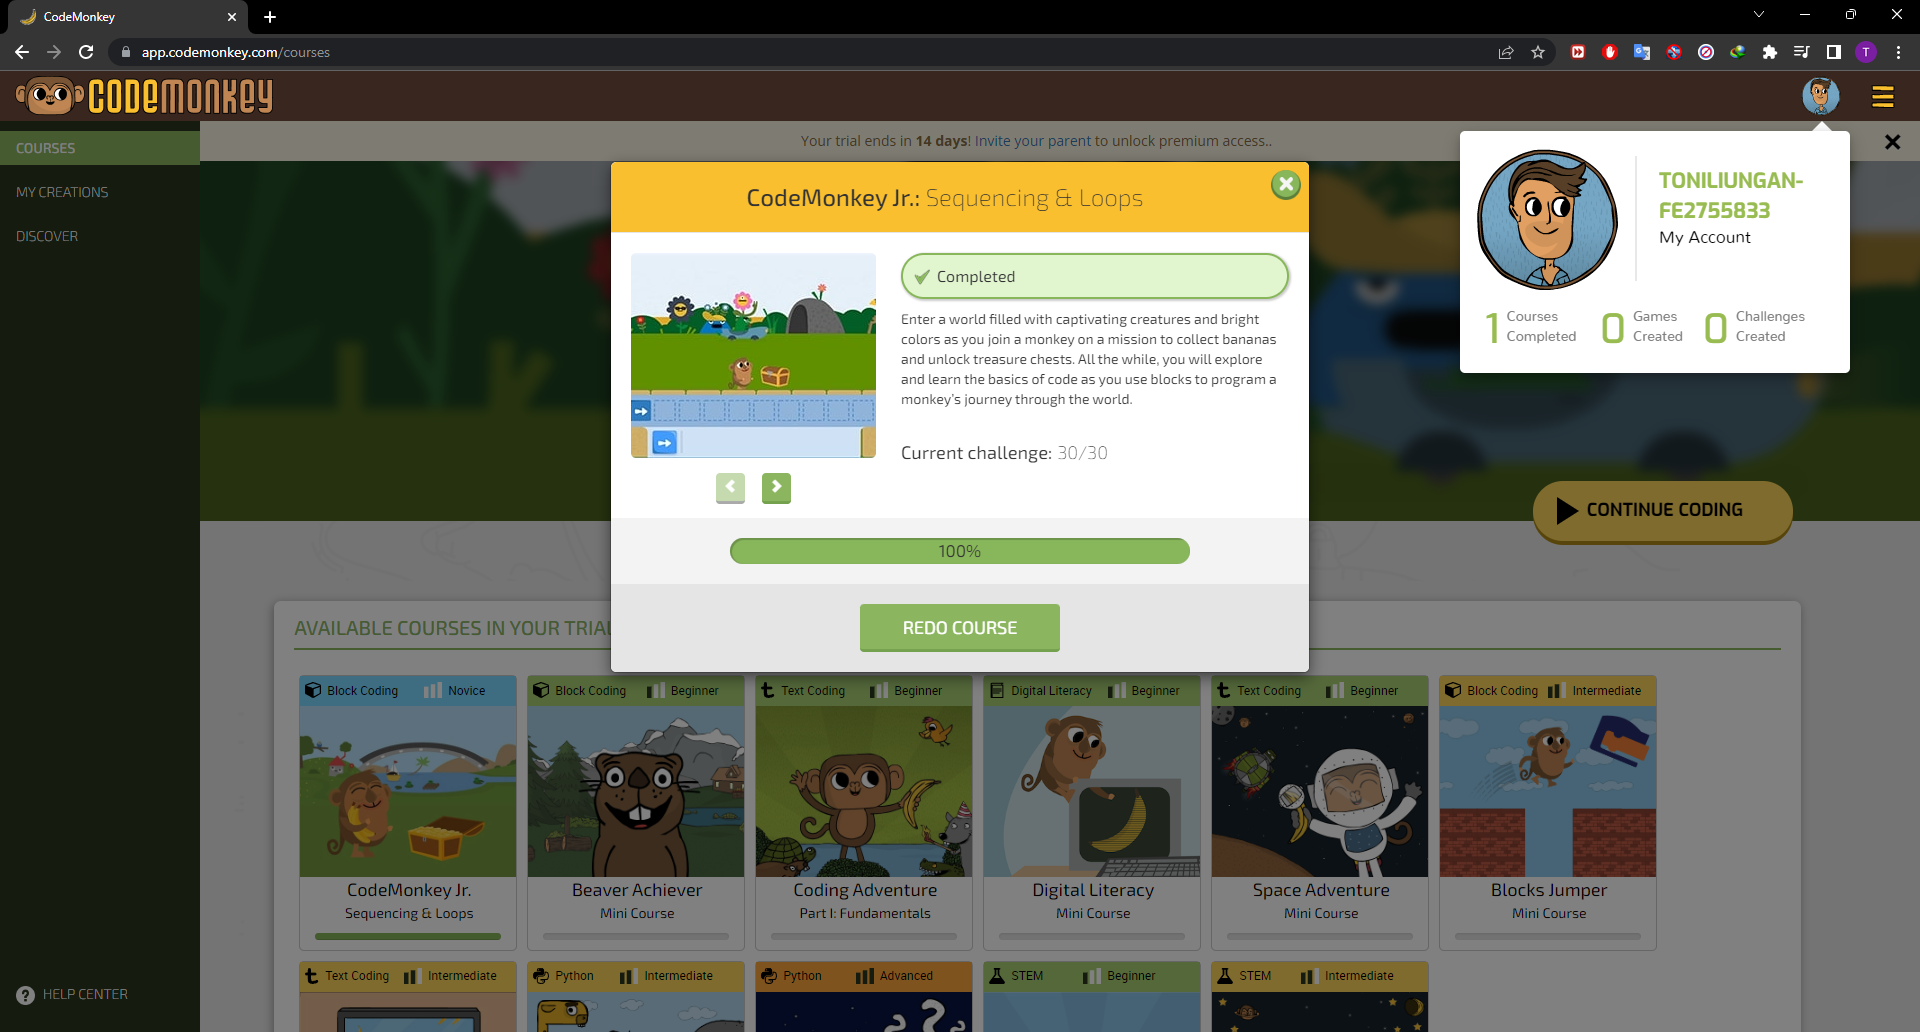 CodeMonkey
app.codemonkey.com/courses
T
CODEMONKEY
COURSES
MY CREATIONS
DISCOVER
HELP CENTER
Your trial ends in 14 days! Invite your parent to unlock premium access..
TONILIUNGAN-
FE2755833
My Account
1 Courses Completed
0 Games Created
0 Challenges Created
CodeMonkey Jr.: Sequencing & Loops
Completed
Enter a world filled with captivating creatures and bright
colors as you join a monkey on a mission to collect bananas
and unlock treasure chests. All the while, you will explore
and learn the basics of code as you use blocks to program a
monkey's journey through the world.
Current challenge: 30/30
100%
REDO COURSE
CONTINUE CODING
AVAILABLE COURSES IN YOUR TRIAL
Block Coding Novice
CodeMonkey Jr.
Sequencing & Loops
Block Coding Beginner
Beaver Achiever
Mini Course
Text Coding Beginner
Coding Adventure
Part I: Fundamentals
Digital Literacy Beginner
Digital Literacy
Mini Course
Text Coding Beginner
Space Adventure
Mini Course
Block Coding Intermediate
Blocks Jumper
Mini Course
Text Coding Intermediate
Python Intermediate
Python Advanced
STEM Beginner
STEM Intermediate